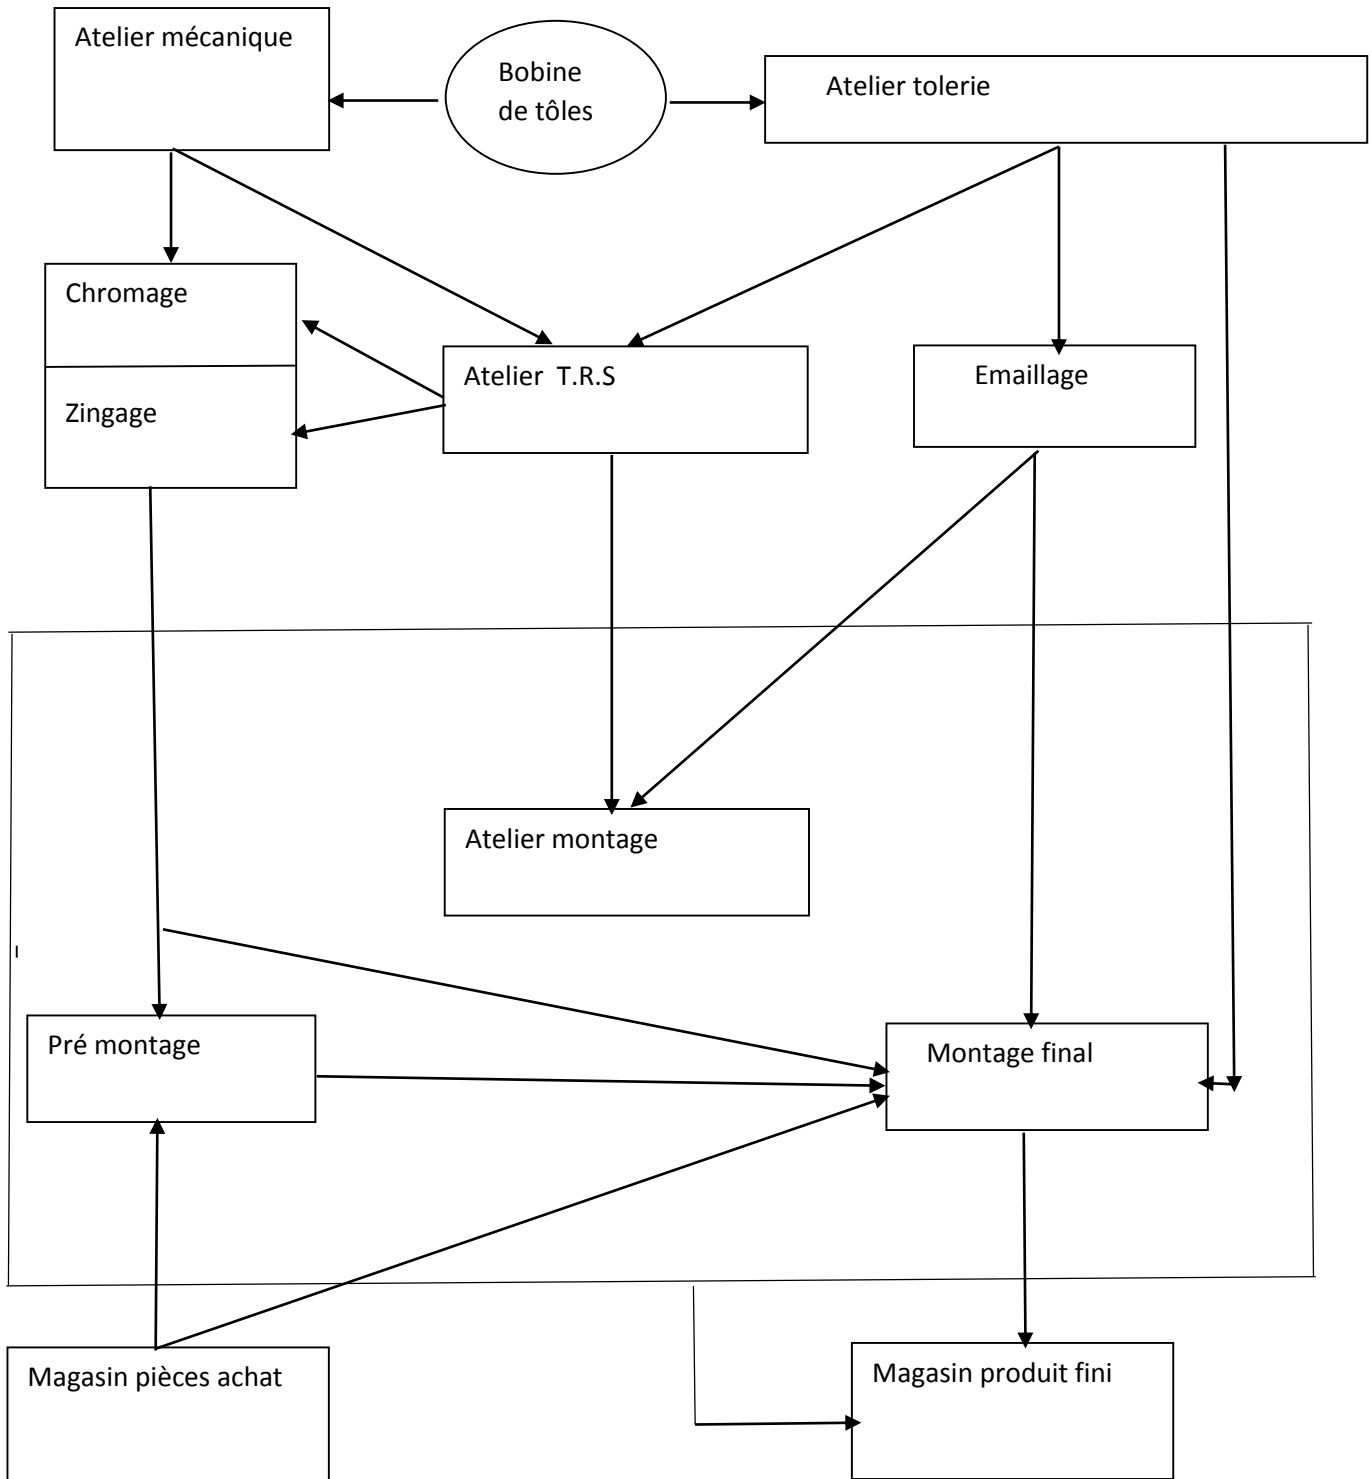 Atelier mécanique
Bobine
de tôles
Atelier tolerie
Chromage
Zingage
Atelier  T.R.S
Emaillage
Atelier montage
Pré montage
Montage final
Magasin pièces achat
Magasin produit fini